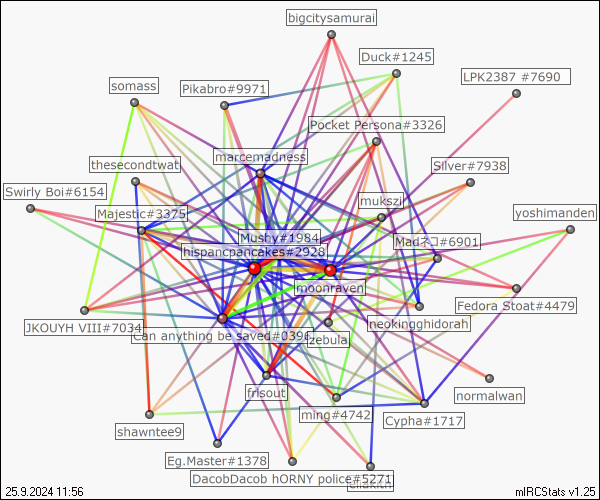 bigcitysamurai
Duck#1245
LPK2387 #7690
somass
Pikabro#9971
Pocket Persona#3326
marcemadness
thesecondtwat
Silver#7938
Swirly Boi#6154
mukszi
Majestic#3375
yoshimanden
Mushy#1984
Madネコ#6901
hispancpancakes#2928
moonraven
Fedora Stoat#4479
JKOUYH VIII#7034
neokingghidorah
Can anything be saved#0396
zebula
frisout
normalwan
ming#4742
Cypha#1717
shawntee9
Eg.Master#1378
DacobDacob hORNY police#5271
25.9.2024 11:56
mIRCStats v1.25